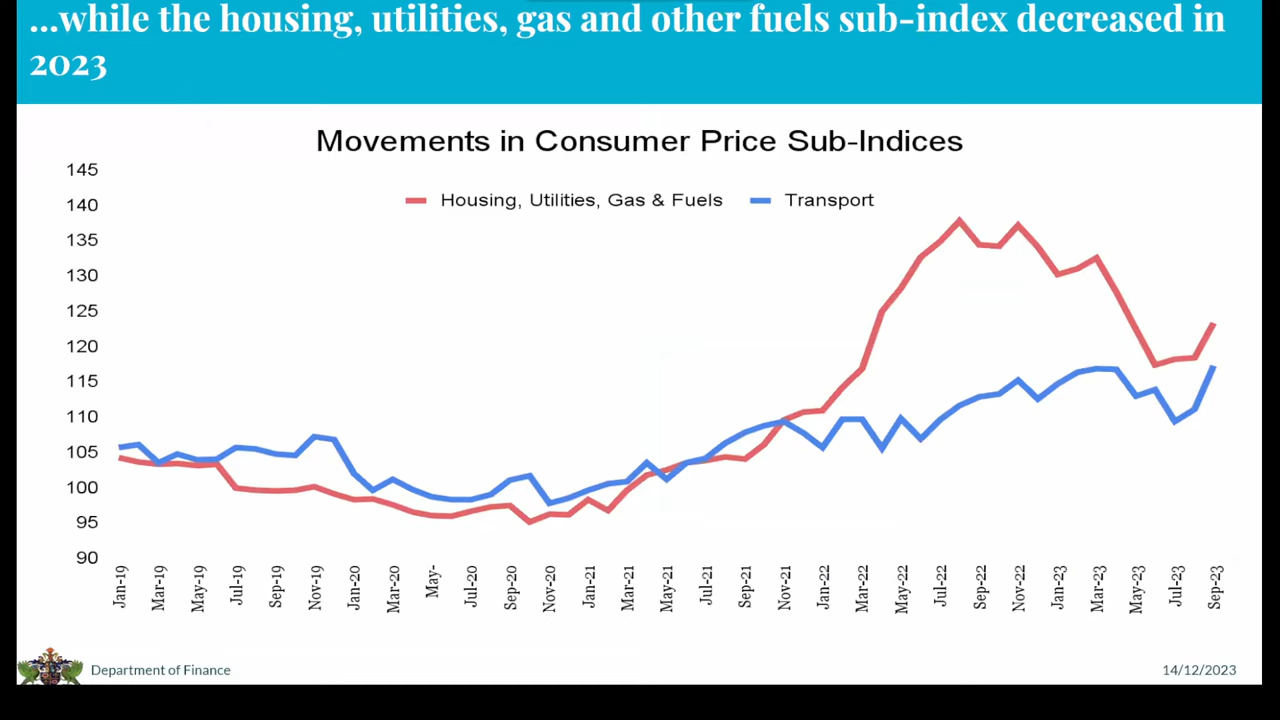 ...while the housing, utilities, gas and other fuels sub-index decreased in
2023
Movements in Consumer Price Sub-Indices
Housing, Utilities, Gas & Fuels Transport
145
140
135
130
125
120
115
110
105
100
95
90
Jan-19 Mar-19 May-19 Jul-19 Sep-19 Nov-19 Jan-20 Mar-20 May- Jul-20 Sep-20 Nov-20 Jan-21 Mar-21 May-21 Jul-21 Sep-21 Nov-21 Jan-22 Mar-22 May-22 Jul-22 Sep-22 Nov-22 Jan-23 Mar-23 May-23 Jul-23 Sep-23
Department of Finance 14/12/2023